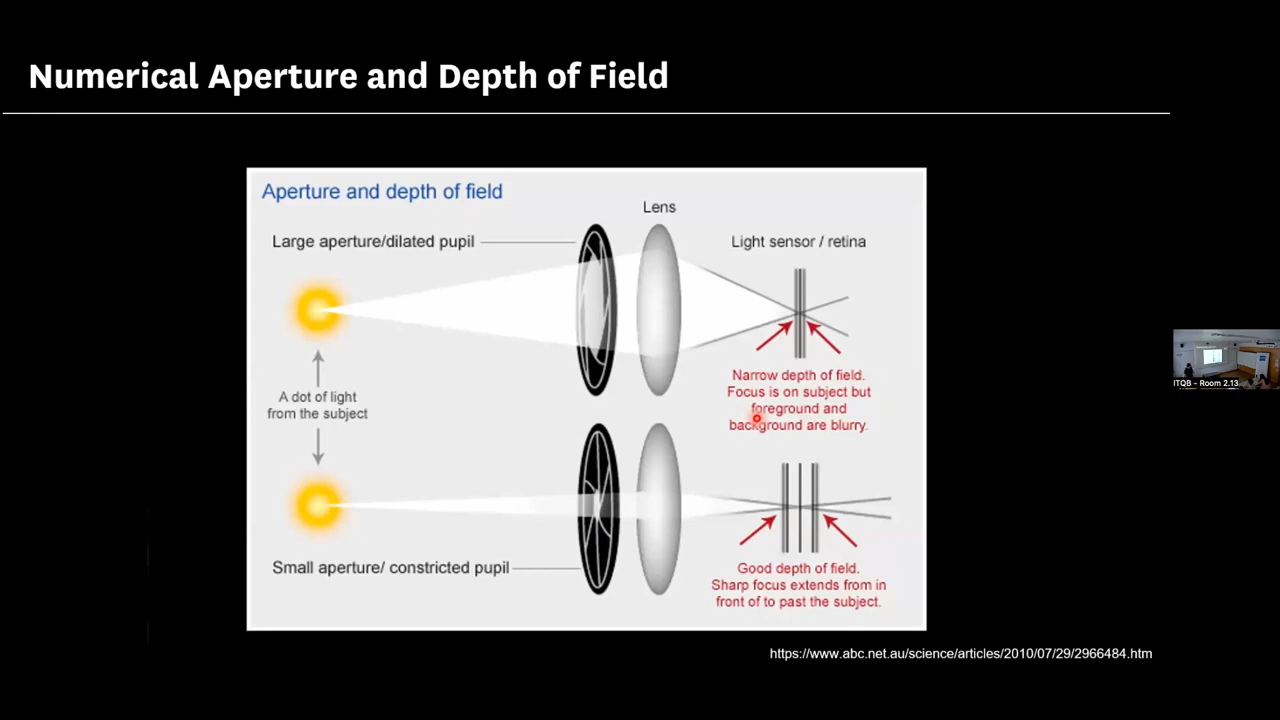 Numerical Aperture and Depth of Field
Aperture and depth of field
Lens
Large aperture/dilated pupil
Light sensor / retina
A dot of light
from the subject
Narrow depth of field.
Focus is on subject but
foreground and
background are blurry.
Small aperture/ constricted pupil
Good depth of field.
Sharp focus extends from in
front of to past the subject.
https://www.abc.net.au/science/articles/2010/07/29/2966484.htm
ITQB - Room 2.13